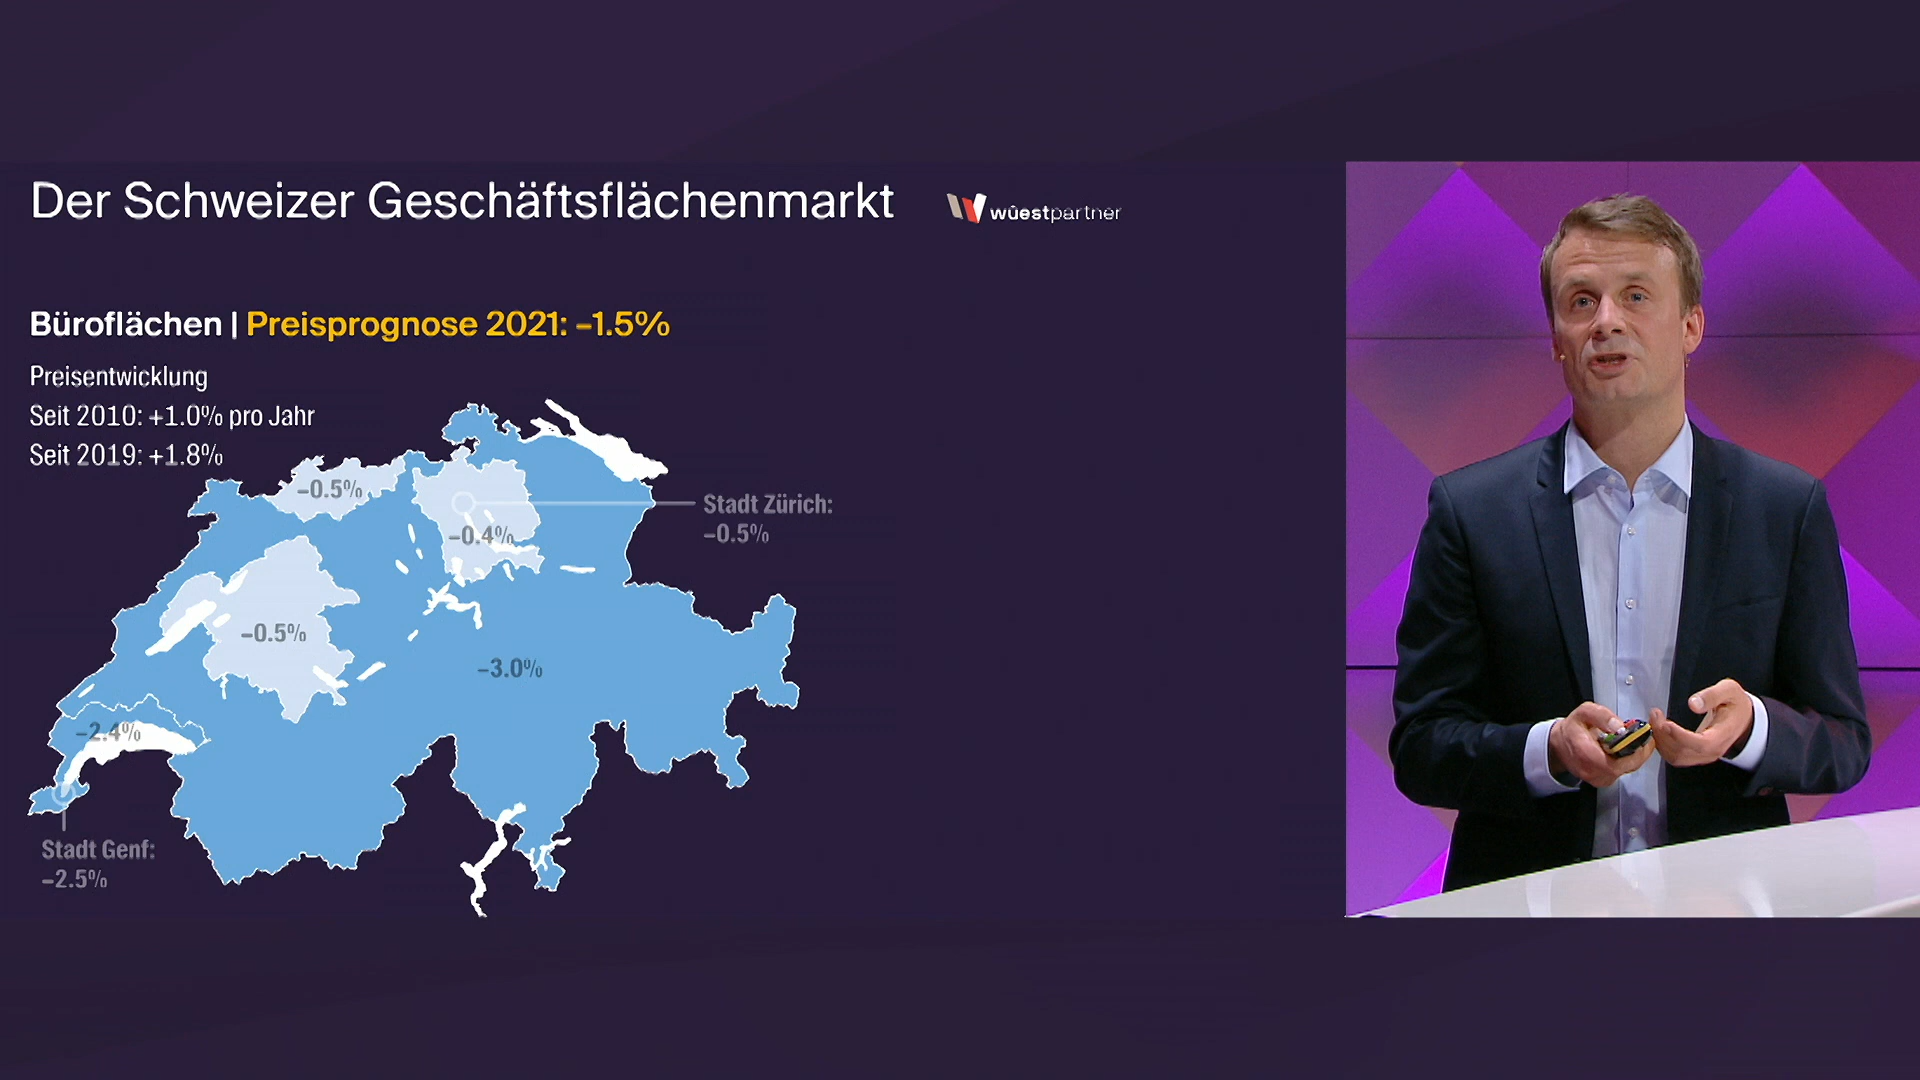 Der Schweizer Geschäftsflächenmarkt
wüestpartner
Büroflächen | Preisprognose 2021: –1.5%
Preisentwicklung
Seit 2010: +1.0% pro Jahr
Seit 2019: +1.8%
–0.5%
Stadt Zürich:
–0.5%
–0.4%
–0.5%
–3.0%
–2.4%
Stadt Genf:
–2.5%